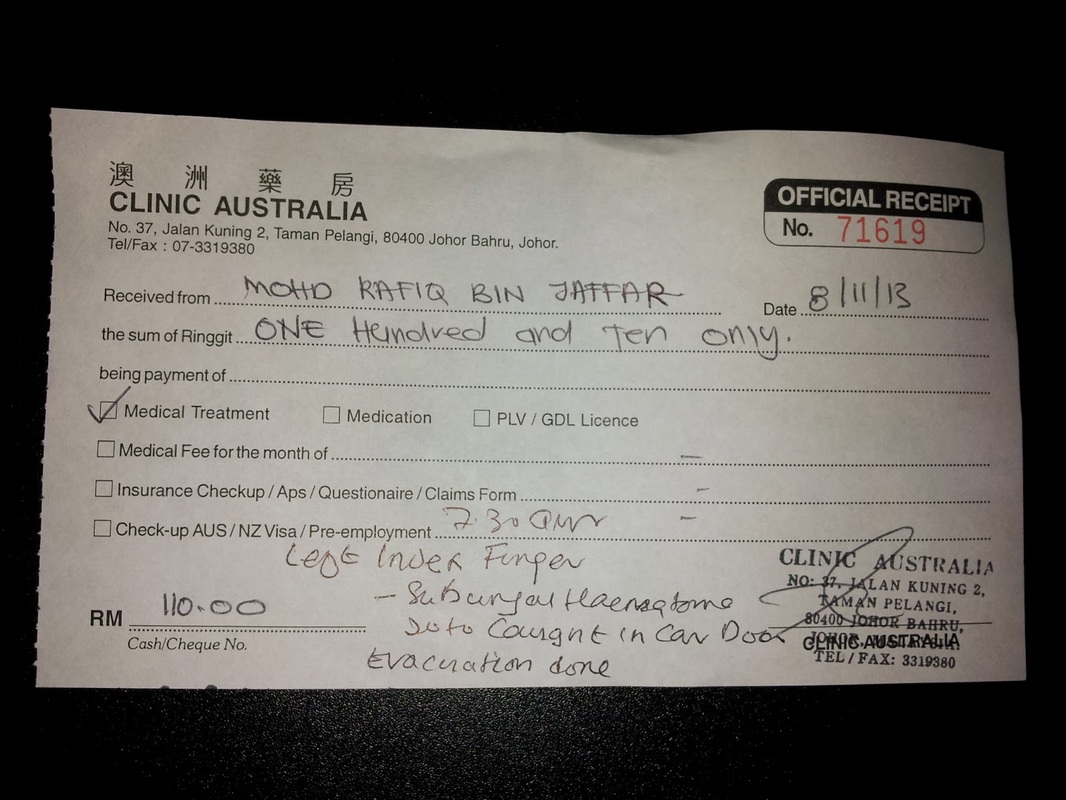 澳洲藥房
CLINIC AUSTRALIA
No. 37, Jalan Kuning 2, Taman Pelangi, 80400 Johor Bahru, Johor.
Tel/Fax : 07-3319380
OFFICIAL RECEIPT
No. 71619
Received from MOHD RAFIQ BIN JAFFAR
Date 8/11/13
the sum of Ringgit ONE Hundred and Ten only.
being payment of
Medical Treatment Medication PLV / GDL Licence
Medical Fee for the month of –
Insurance Checkup / Aps / Questionaire / Claims Form –
Check-up AUS / NZ Visa / Pre-employment 7.30 –
Left Index Finger
- Subungal Haematoma
to Caught in Car Door
Evacuation done
RM 110.00
Cash/Cheque No.
CLINIC AUSTRALIA
NO: 37, JALAN KUNING 2,
TAMAN PELANGI,
80400 JOHOR BAHRU,
JOHOR,
CLINIC AUSTRALIA
TEL/FAX: 3319380